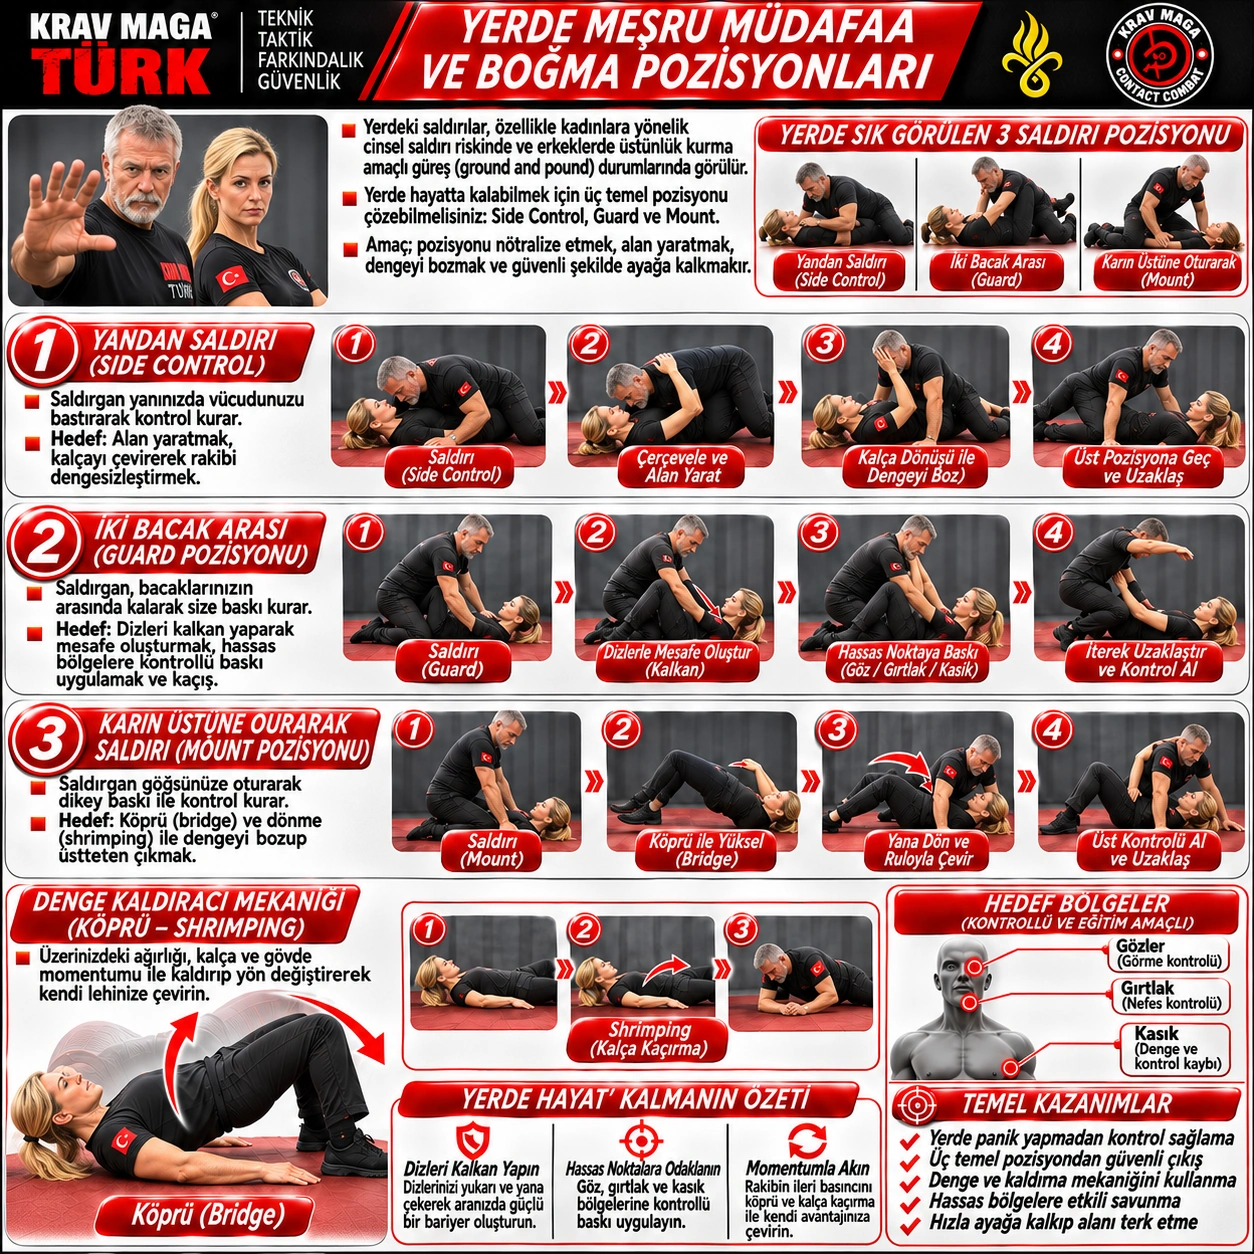 KRAV MAGA®
TÜRK
TEKNİK
TAKTİK
FARKINDALIK
GÜVENLİK
YERDE MEŞRU MÜDAFAA
VE BOĞMA POZİSYONLARI
KRAV MAGA
CONTACT COMBAT
KRAV MAGA
TÜRK
Yerdeki saldırılar, özellikle kadınlara yönelik
cinsel saldırı riskinde ve erkeklerde üstünlük kurma
amaçlı güreş (ground and pound) durumlarında görülür.
Yerde hayatta kalabilmek için üç temel pozisyonu
çözebilmelisiniz: Side Control, Guard ve Mount.
Amaç; pozisyonu nötralize etmek, alan yaratmak,
dengeyi bozmak ve güvenli şekilde ayağa kalkmakır.
YERDE SIK GÖRÜLEN 3 SALDIRI POZİSYONU
Yandan Saldırı
(Side Control)
İki Bacak Arası
(Guard)
Karın Üstüne Oturarak
(Mount)
1
YANDAN SALDIRI
(SIDE CONTROL)
Saldırgan yanınızda vücudunuzu
bastırarak kontrol kurar.
Hedef: Alan yaratmak,
kalçayı çevirerek rakibi
dengesizleştirmek.
1
Saldırı
(Side Control)
2
Çerçevele ve
Alan Yarat
3
Kalça Dönüşü ile
Dengeyi Boz)
4
Üst Pozisyona Geç
ve Uzaklaş
2
İKİ BACAK ARASI
(GUARD POZİSYONU)
Saldırgan, bacaklarınızın
arasında kalarak size baskı kurar.
Hedef: Dizleri kalkan yaparak
mesafe oluşturmak, hassas
bölgelere kontrollü baskı
uygulamak ve kaçış.
1
Saldırı
(Guard)
2
Dizlerle Mesafe Oluştur
(Kalkan)
3
Hassas Noktaya Baskı
(Göz / Gırtlak / Kasik)
4
İterek Uzaklaştır
ve Kontrol Al
3
KARIN ÜSTÜNE OURARAK
SALDIRI (MOUNT POZİSYONU)
Saldırgan göğsünüze oturarak
dikey baskı ile kontrol kurar.
Hedef: Köprü (bridge) ve dönme
(shrimping) ile dengeyi bozup
üstteten çıkmak.
1
Saldırı
(Mount)
2
Köprü ile Yüksel
(Bridge)
3
Yana Dön ve
Ruloyla Çevir
4
Üst Kontrolü Al
ve Uzaklaş
DENGE KALDIRACI MEKANİĞİ
(KÖPRÜ – SHRIMPING)
Üzerinizdeki ağırlığı, kalça ve gövde
momentumu ile kaldırıp yön değiştirerek
kendi lehinize çevirin.
Köprü (Bridge)
1
2
3
Shrimping
(Kalça Kaçırma)
HEDEF BÖLGELER
(KONTROLLÜ VE EĞİTİM AMAÇLI)
Gözler
(Görme kontrolü)
Gırtlak
(Nefes kontrolü)
Kasık
(Denge ve
kontrol kaybı)
YERDE HAYAT' KALMANIN ÖZETİ
Dizleri Kalkan Yapın
Dizlerinizi yukarı ve yana
çekerek aranızda güçlü
bir bariyer oluşturun.
Hassas Noktalara Odaklanın
Göz, gırtlak ve kasık
bölgelerine kontrollü
baskı uygulayın.
Momentumla Akın
Rakibin ileri basıncını
köprü ve kalça kaçırma
ile kendi avantajınıza
çevirin.
TEMEL KAZANIMLAR
Yerde panik yapmadan kontrol sağlama
Üç temel pozisyondan güvenli çıkış
Denge ve kaldıma mekaniğini kullanma
Hassas bölgelere etkili savunma
Hızla ayağa kalkıp alanı terk etme